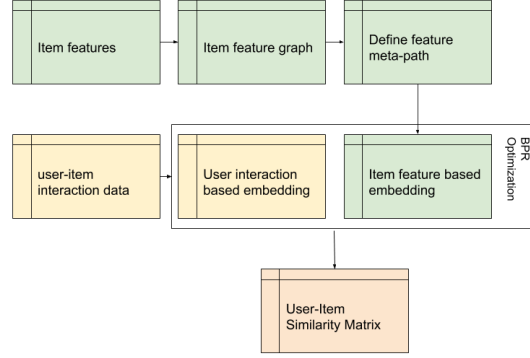 Item features
Item feature graph
Define feature
meta-path
user-item
interaction data
User interaction
based embedding
Item feature based
embedding
BPR
Optimization
User-Item
Similarity Matrix